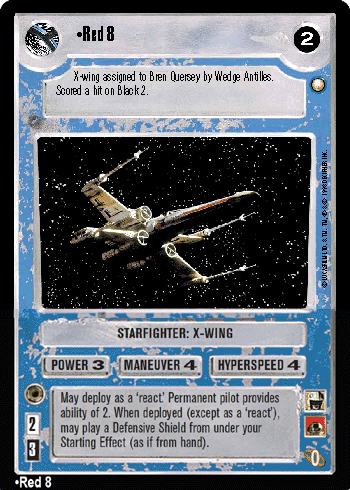 •Red 8
2
X-wing assigned to Bren Quersey by Wedge Antilles.
Scored a hit on Black 2.
STARFIGHTER: X-WING
POWER 3 MANEUVER 4 HYPERSPEED 4
May deploy as a 'react.' Permanent pilot provides
ability of 2. When deployed (except as a 'react'),
may play a Defensive Shield from under your
Starting Effect (as if from hand).
2
3
0
•Red 8